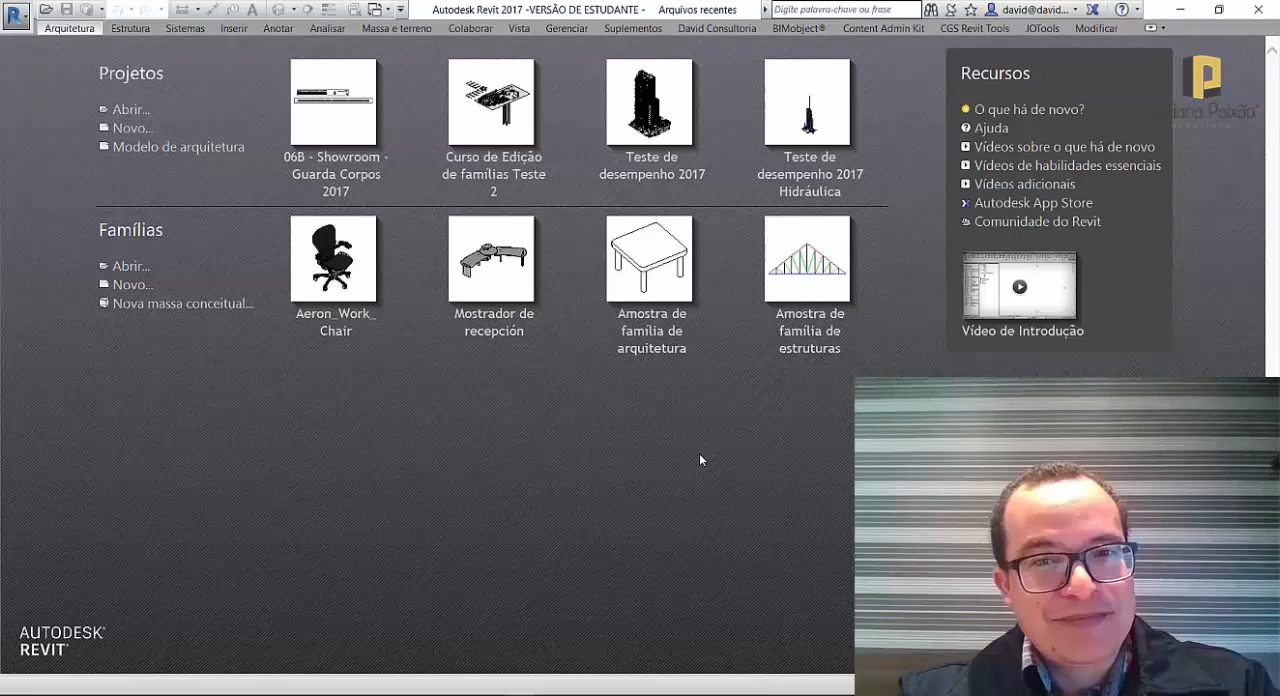 Autodesk Revit 2017 -VERSÃO DE ESTUDANTE - Arquivos recentes
Digite palavra-chave ou frase
david@david...
Arquitetura Estrutura Sistemas Inserir Anotar Analisar Massa e terreno Colaborar Vista Gerenciar Suplementos David Consultoria BIMobject® Content Admin Kit CGS Revit Tools JOTools Modificar
Projetos
Abrir...
Novo...
Modelo de arquitetura
06B - Showroom -
Guarda Corpos
2017
Curso de Edição
de famílias Teste
2
Teste de
desempenho 2017
Teste de
desempenho 2017
Hidráulica
Famílias
Abrir...
Novo...
Nova massa conceitual...
Aeron_Work_
Chair
Mostrador de
recepción
Amostra de
família de
arquitetura
Amostra de
família de
estruturas
Recursos
O que há de novo?
Ajuda
Vídeos sobre o que há de novo
Vídeos de habilidades essenciais
Vídeos adicionais
Autodesk App Store
Comunidade do Revit
Vídeo de Introdução
Paixão
AUTODESK®
REVIT®